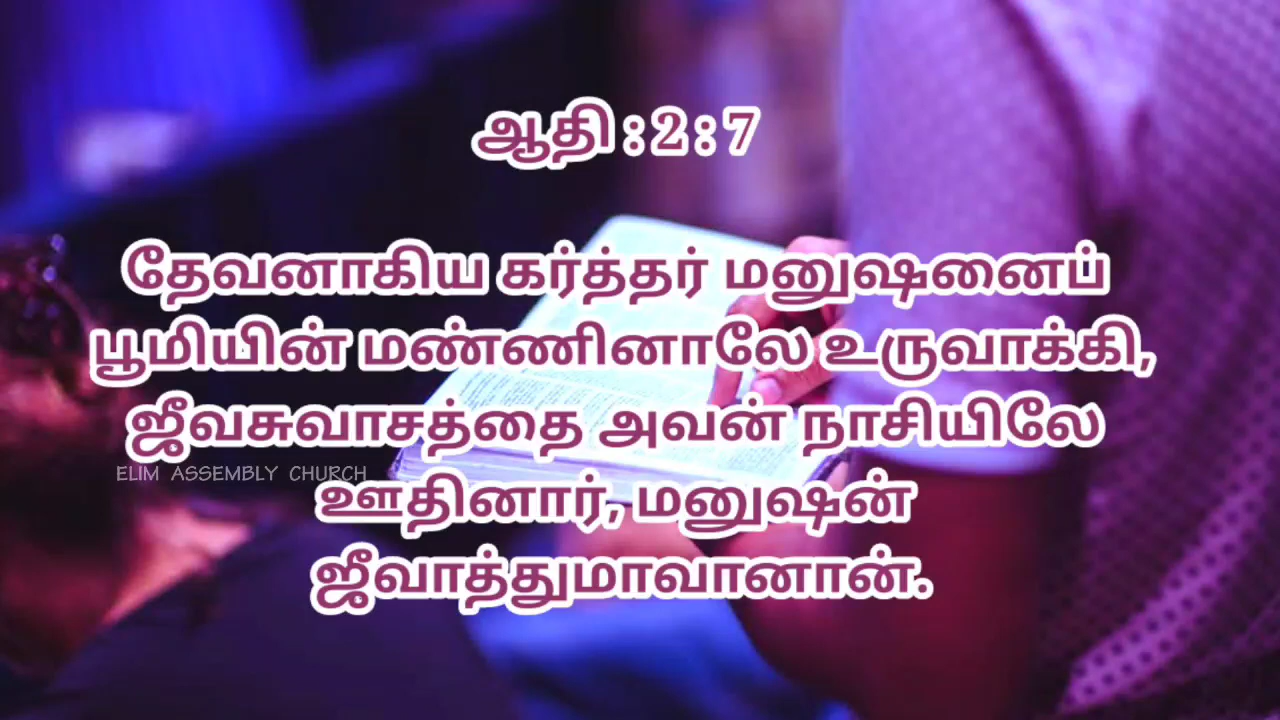 ஆதி :2:7
தேவனாகிய கர்த்தர் மனுஷனைப்
பூமியின் மண்ணினாலே உருவாக்கி,
ஜீவசுவாசத்தை அவன் நாசியிலே
ELIM ASSEMBLY CHURCH
ஊதினார், மனுஷன்
ஜீவாத்துமாவானான்.